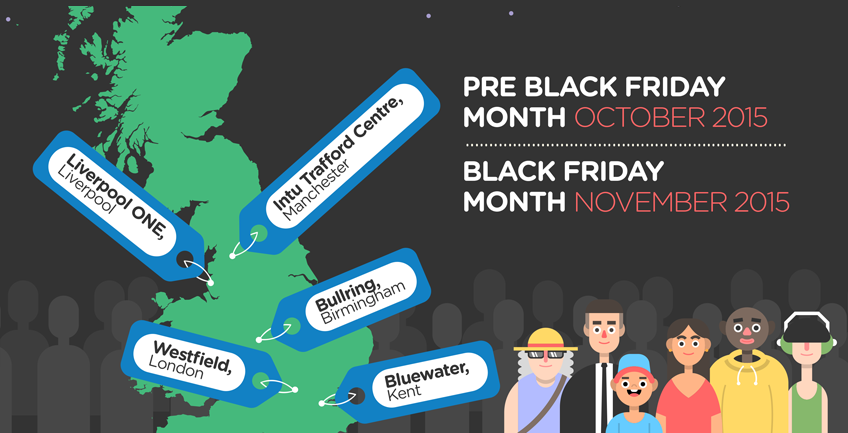 PRE BLACK FRIDAY
MONTH OCTOBER 2015
BLACK FRIDAY
MONTH NOVEMBER 2015
Intu Trafford Centre,
Manchester
Liverpool ONE,
Liverpool
Bullring,
Birmingham
Westfield,
London
Bluewater,
Kent